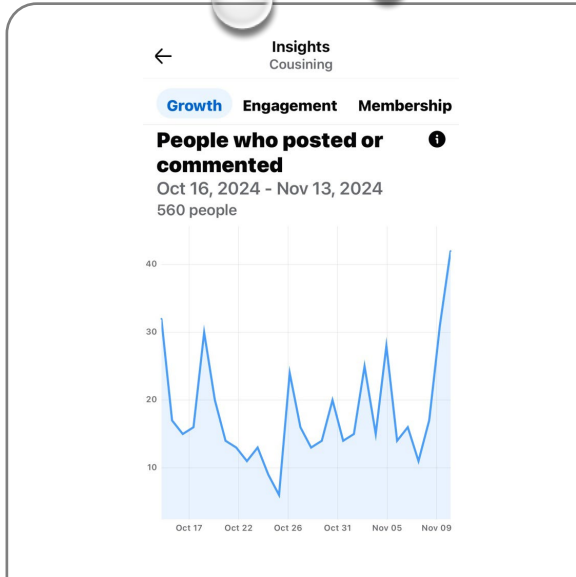 Insights
Cousining
Growth Engagement Membership
People who posted or
commented
Oct 16, 2024 - Nov 13, 2024
560 people
40
30
20
10
Oct 17 Oct 22 Oct 26 Oct 31 Nov 05 Nov 09